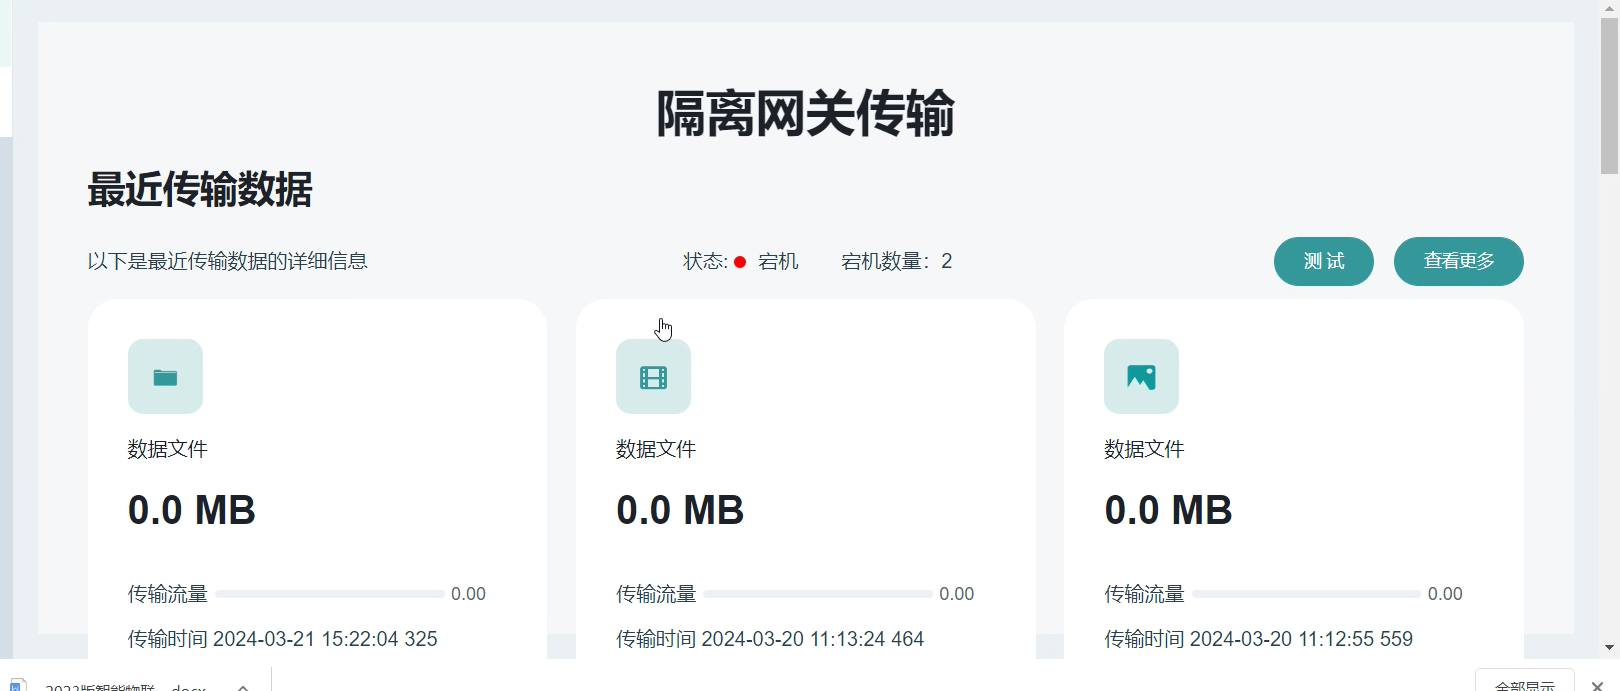 隔离网关传输
最近传输数据
以下是最近传输数据的详细信息
状态: 宕机 宕机数量：2
测 试
查看更多
数据文件
0.0 MB
传输流量 0.00
传输时间 2024-03-21 15:22:04 325
数据文件
0.0 MB
传输流量 0.00
传输时间 2024-03-20 11:13:24 464
数据文件
0.0 MB
传输流量 0.00
传输时间 2024-03-20 11:12:55 559
全部显示